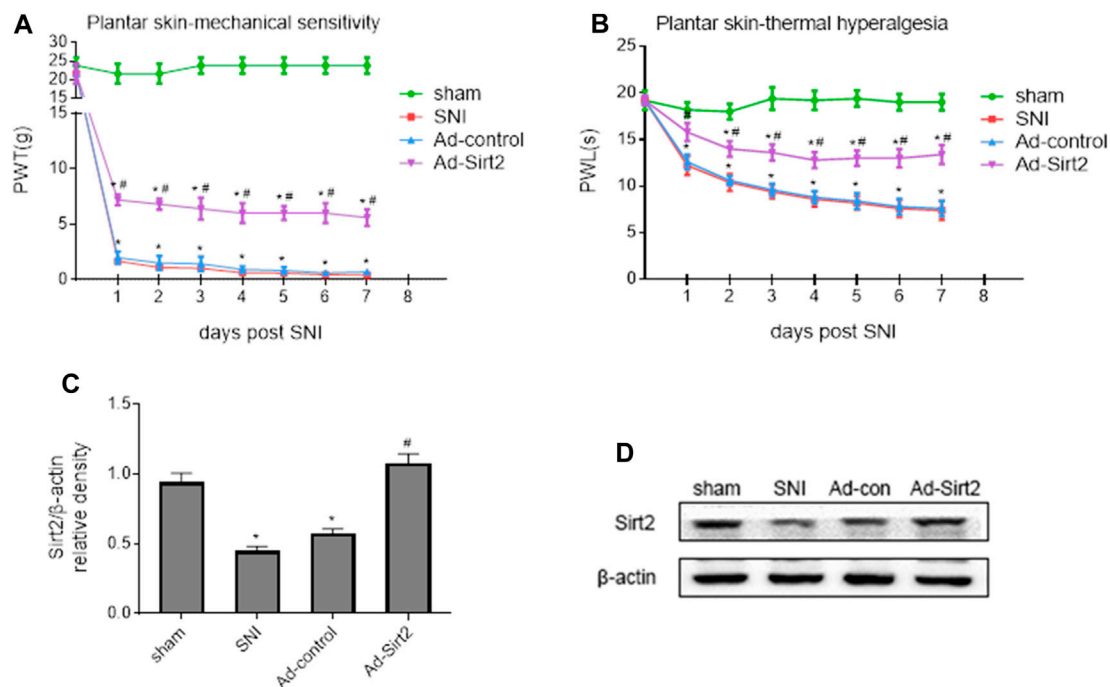 A
Plantar skin-mechanical sensitivity
30
25
20
15
10
10
5
0
PWT(g)
* # * # * # * # * # * # * #
* * * * * * *
1 2 3 4 5 6 7 8
days post SNI
sham
SNI
Ad-control
Ad-Sirt2
B
Plantar skin-thermal hyperalgesia
25
20
15
10
5
0
PWL(s)
# * # * # * # * # * # * #
* * * * * * *
1 2 3 4 5 6 7 8
days post SNI
sham
SNI
Ad-control
Ad-Sirt2
C
1.5
1.0
0.5
0.0
Sirt2/β-actin
relative density
* * #
sham SNI Ad-control Ad-Sirt2
D
sham SNI Ad-con Ad-Sirt2
Sirt2
β-actin